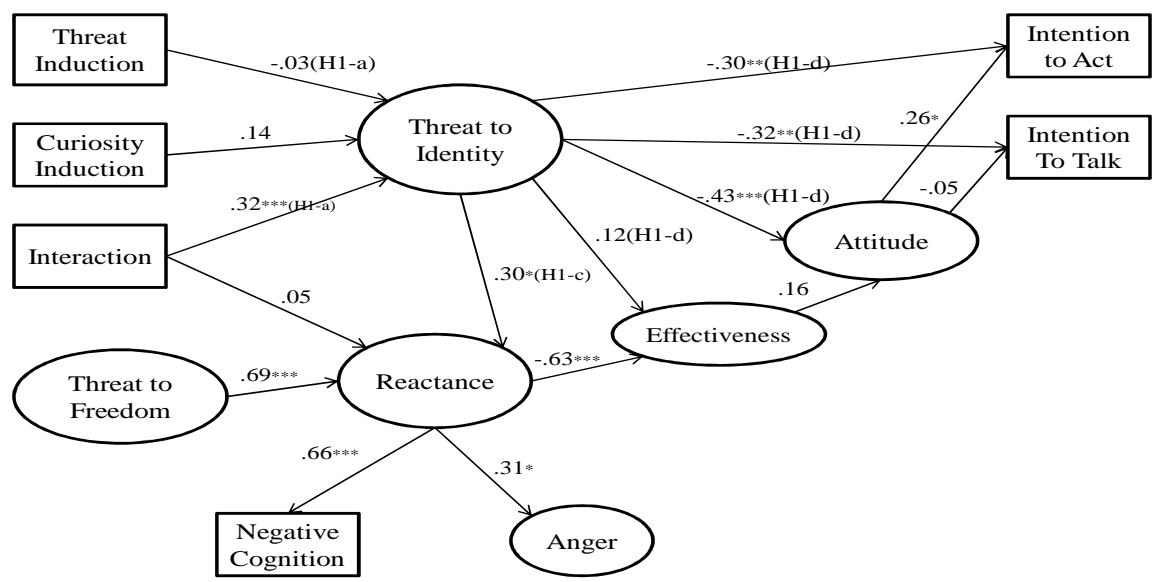 Threat
Induction
Intention
to Act
-.03(H1-a)
-.30**(H1-d)
.26*
Curiosity
Induction
.14
Threat to
Identity
-.32**(H1-d)
Intention
To Talk
-.05
.32***(H1-a)
-.43***(H1-d)
Interaction
.12(H1-d)
Attitude
.30*(H1-c)
.05
.16
Effectiveness
Threat to
Freedom
.69***
Reactance
-.63***
.66***
.31*
Negative
Cognition
Anger